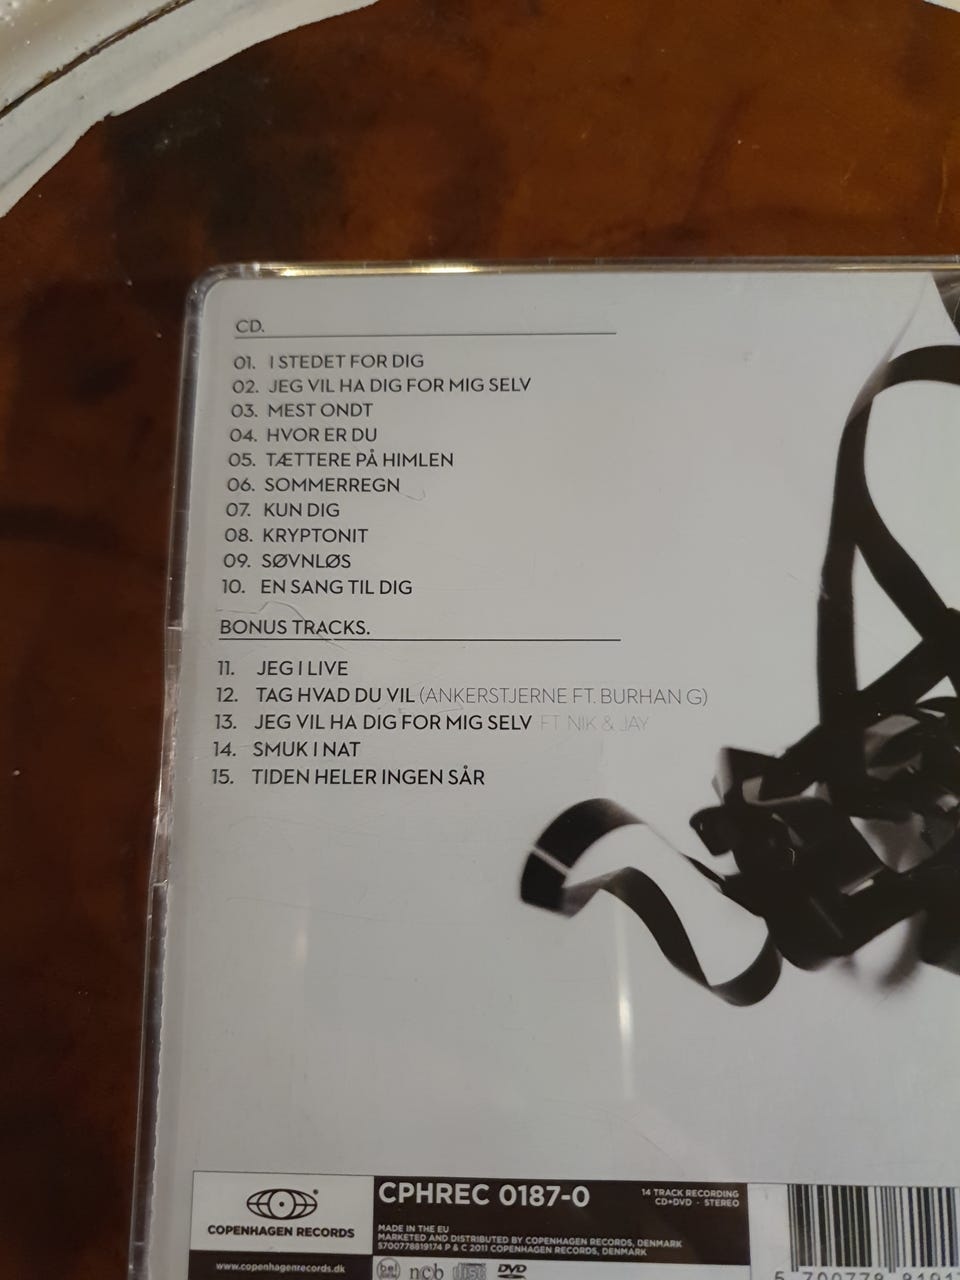 CD.
01. I STEDET FOR DIG
02. JEG VIL HA DIG FOR MIG SELV
03. MEST ONDT
04. HVOR ER DU
05. TÆTTERE PÅ HIMLEN
06. SOMMERREGN
07. KUN DIG
08. KRYPTONIT
09. SØVNLØS
10. EN SANG TIL DIG
BONUS TRACKS.
11. JEG I LIVE
12. TAG HVAD DU VIL (ANKERSTJERNE FT. BURHAN G)
13. JEG VIL HA DIG FOR MIG SELV FT NIK & JAY
14. SMUK I NAT
15. TIDEN HELER INGEN SÅR
COPENHAGEN RECORDS
www.copenhagenrecords.dk
CPHREC 0187-0
14 TRACK RECORDING
CD+DVD · STEREO
MADE IN THE EU
MARKETED AND DISTRIBUTED BY COPENHAGEN RECORDS, DENMARK
5700778819174 P & C 2011 COPENHAGEN RECORDS, DENMARK
bel ncb disc DVD